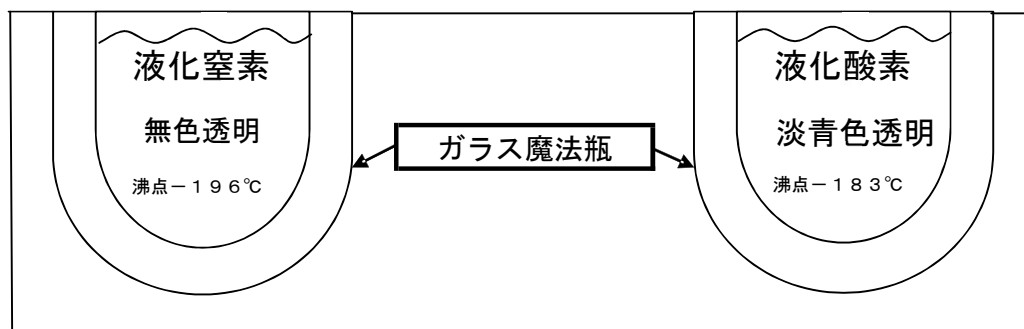 液化窒素
無色透明
沸点－１９６℃
ガラス魔法瓶
液化酸素
淡青色透明
沸点－１８３℃